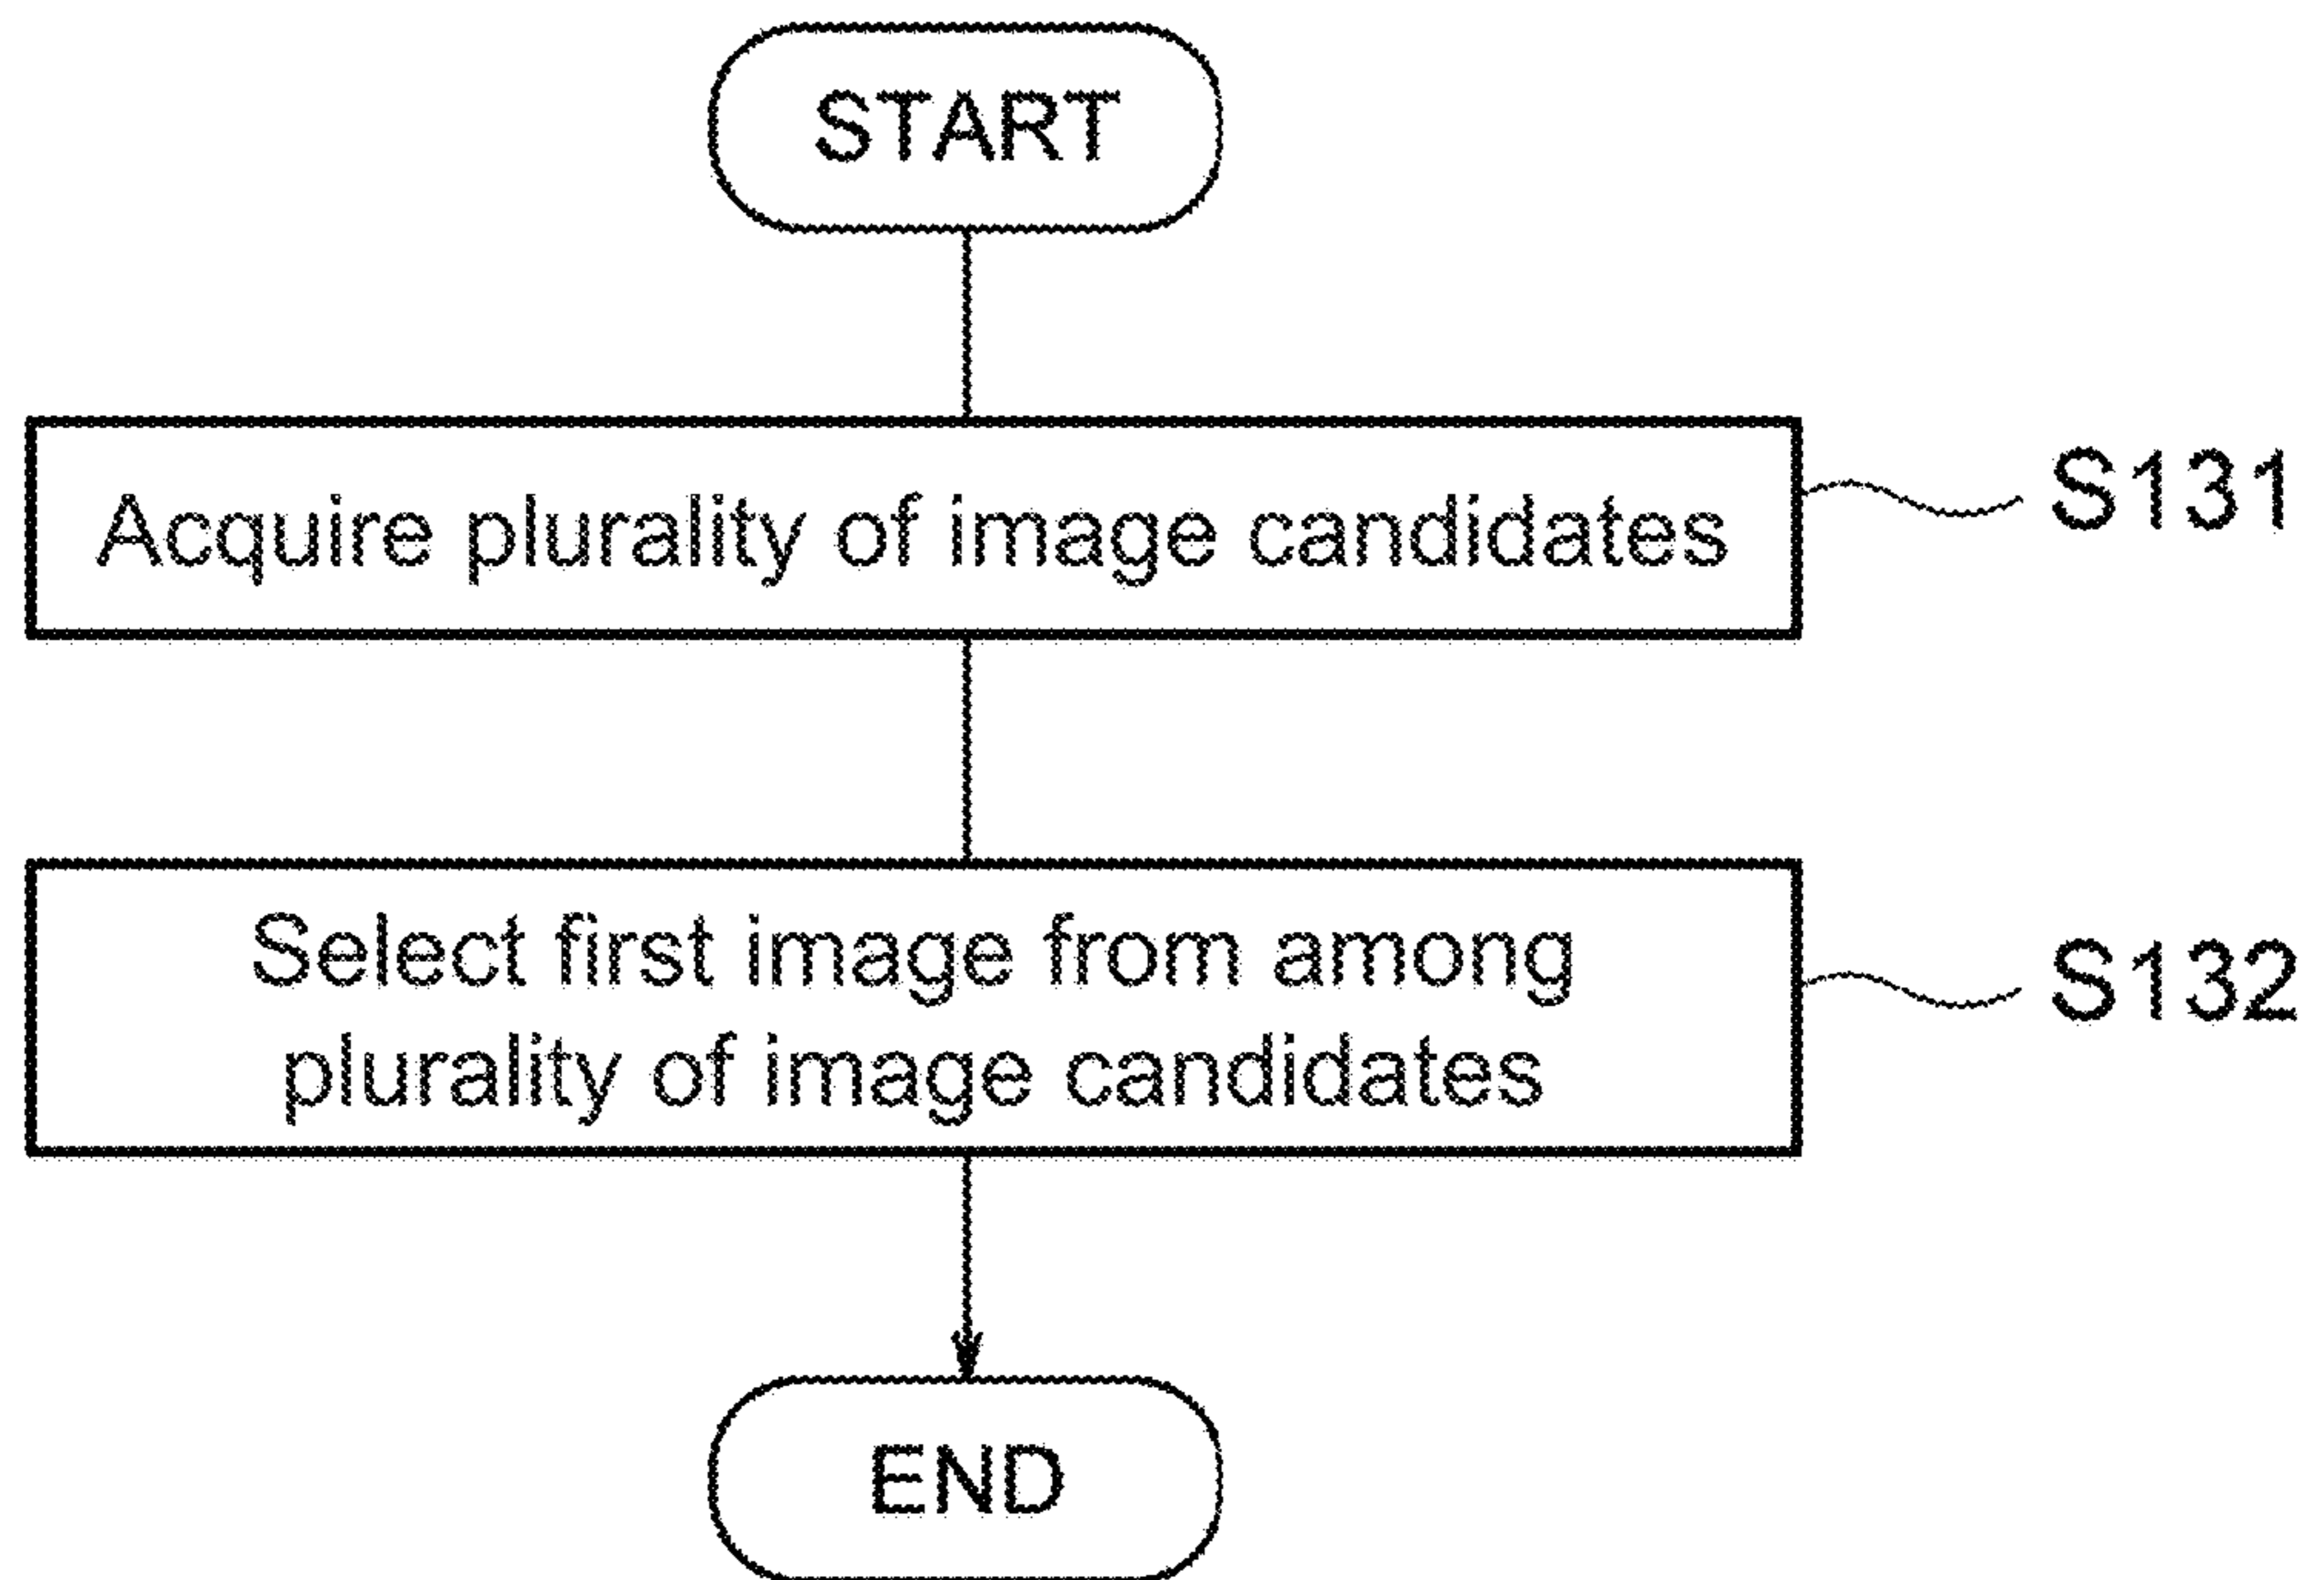 START
Acquire plurality of image candidates
S131
Select first image from among
plurality of image candidates
S132
END